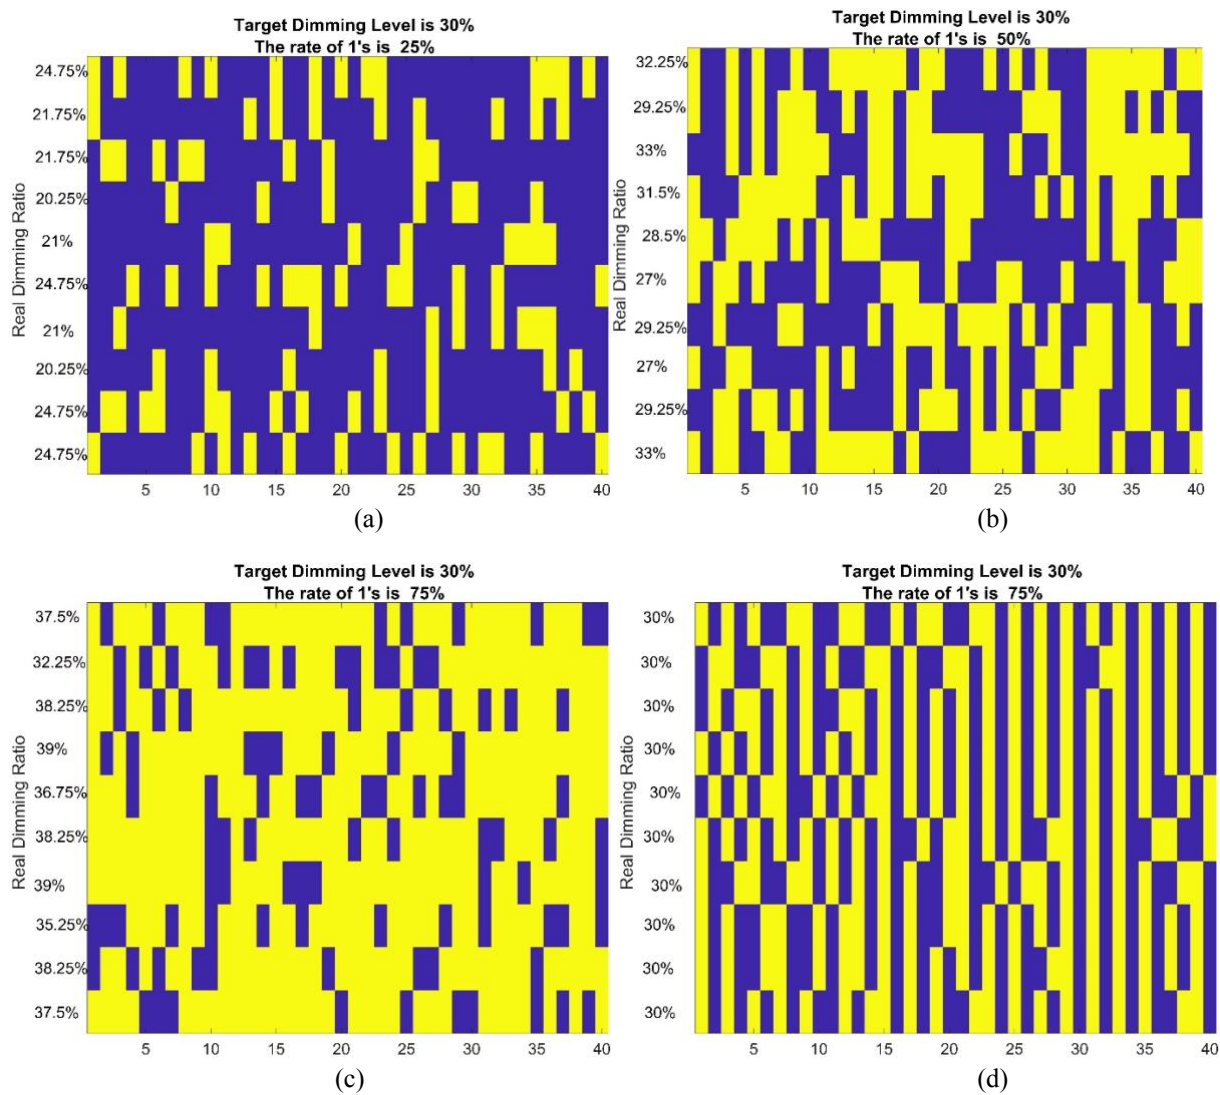 Target Dimming Level is 30%
The rate of 1's is 25%
Real Dimming Ratio
24.75%
21.75%
21.75%
20.25%
21%
24.75%
21%
20.25%
24.75%
24.75%
5 10 15 20 25 30 35 40
(a)
Target Dimming Level is 30%
The rate of 1's is 50%
Real Dimming Ratio
32.25%
29.25%
33%
31.5%
28.5%
27%
29.25%
27%
29.25%
33%
5 10 15 20 25 30 35 40
(b)
Target Dimming Level is 30%
The rate of 1's is 75%
Real Dimming Ratio
37.5%
32.25%
38.25%
39%
36.75%
38.25%
39%
35.25%
38.25%
37.5%
5 10 15 20 25 30 35 40
(c)
Target Dimming Level is 30%
The rate of 1's is 75%
Real Dimming Ratio
30%
30%
30%
30%
30%
30%
30%
30%
30%
30%
5 10 15 20 25 30 35 40
(d)